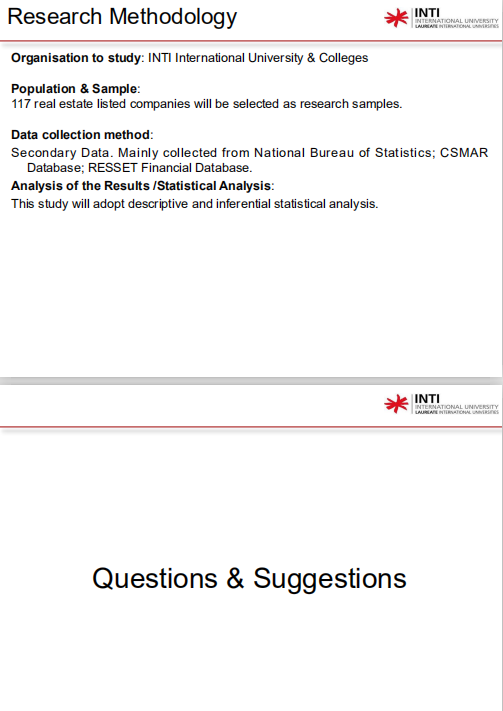 Research Methodology
INTI
INTERNATIONAL UNIVERSITY
LAUREATE INTERNATIONAL UNIVERSITIES
Organisation to study: INTI International University & Colleges
Population & Sample:
117 real estate listed companies will be selected as research samples.
Data collection method:
Secondary Data. Mainly collected from National Bureau of Statistics; CSMAR
Database; RESSET Financial Database.
Analysis of the Results /Statistical Analysis:
This study will adopt descriptive and inferential statistical analysis.
INTI
INTERNATIONAL UNIVERSITY
LAUREATE INTERNATIONAL UNIVERSITIES
Questions & Suggestions